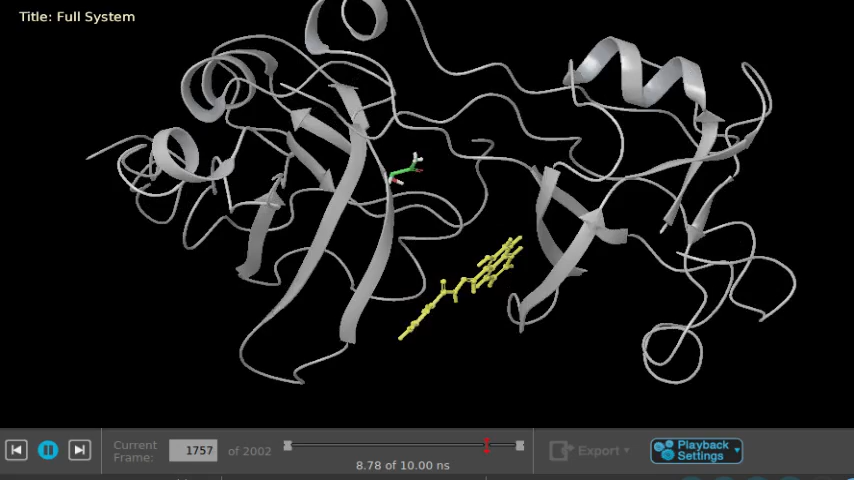 Title: Full System
Current
Frame:
1757
of 2002
8.78 of 10.00 ns
Export
Playback
Settings